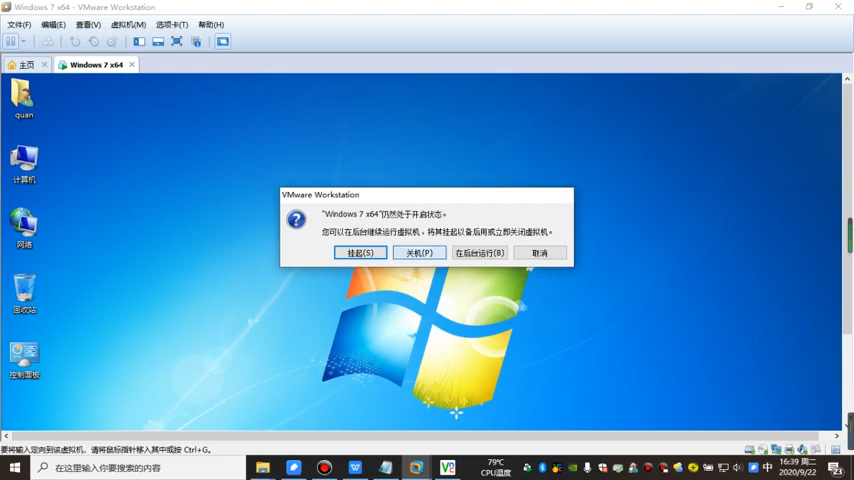 Windows 7 x64 - VMware Workstation
文件(F) 编辑(E) 查看(V) 虚拟机(M) 选项卡(T) 帮助(H)
主页 Windows 7 x64
quan
计算机
网络
回收站
控制面板
VMware Workstation
"Windows 7 x64"仍然处于开启状态。
您可以在后台继续运行虚拟机、将其挂起以备后用或立即关闭虚拟机。
挂起(S) 关机(P) 在后台运行(B) 取消
要将输入定向到该虚拟机，请将鼠标指针移入其中或按 Ctrl+G。
在这里输入你要搜索的内容
79℃
CPU温度
中
16:39 周二
2020/9/22
23